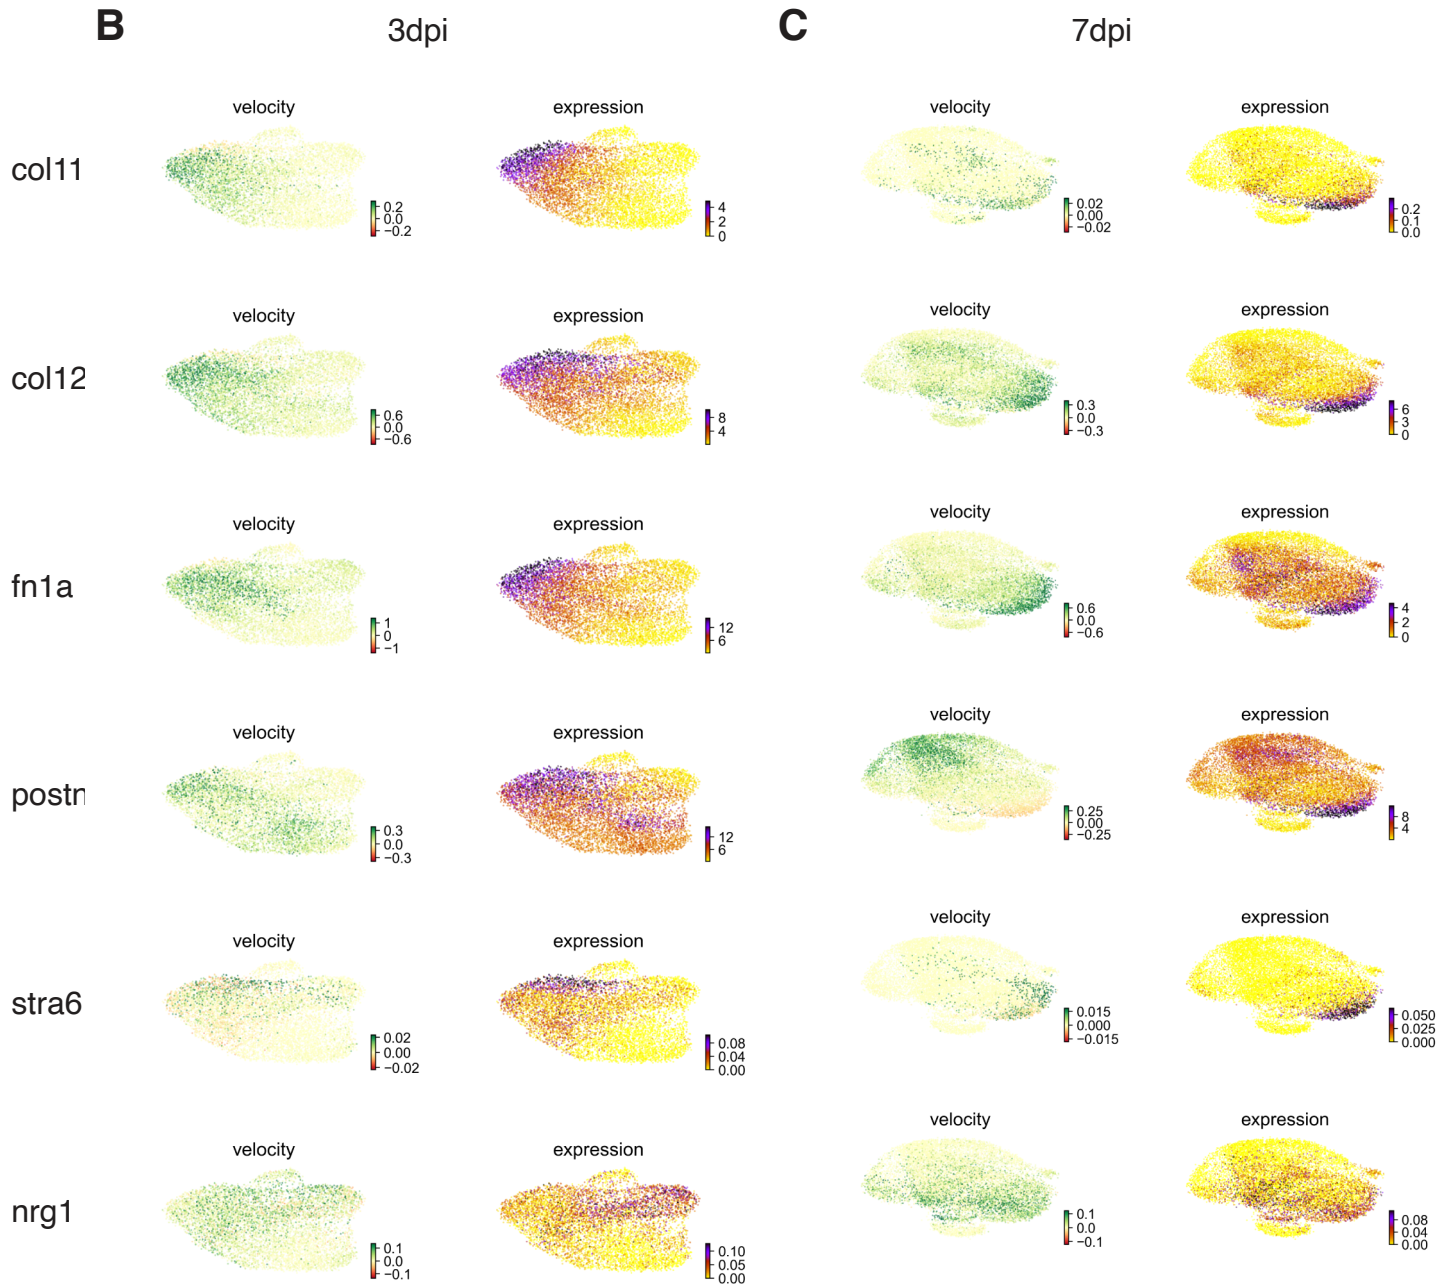 B 3dpi C 7dpi
velocity expression velocity expression
col11
0.2 0.0 −0.2
4 2 0
0.02 0.00 −0.02
0.2 0.1 0.0
velocity expression velocity expression
col12
0.6 0.0 −0.6
8 4
0.3 0.0 −0.3
6 3 0
velocity expression velocity expression
fn1a
1 0 −1
12 6
0.6 0.0 −0.6
4 2 0
velocity expression velocity expression
postn
0.3 0.0 −0.3
12 6
0.25 0.00 −0.25
8 4
velocity expression velocity expression
stra6
0.02 0.00 −0.02
0.08 0.04 0.00
0.015 0.000 −0.015
0.050 0.025 0.000
velocity expression velocity expression
nrg1
0.1 0.0 −0.1
0.10 0.05 0.00
0.1 0.0 −0.1
0.08 0.04 0.00